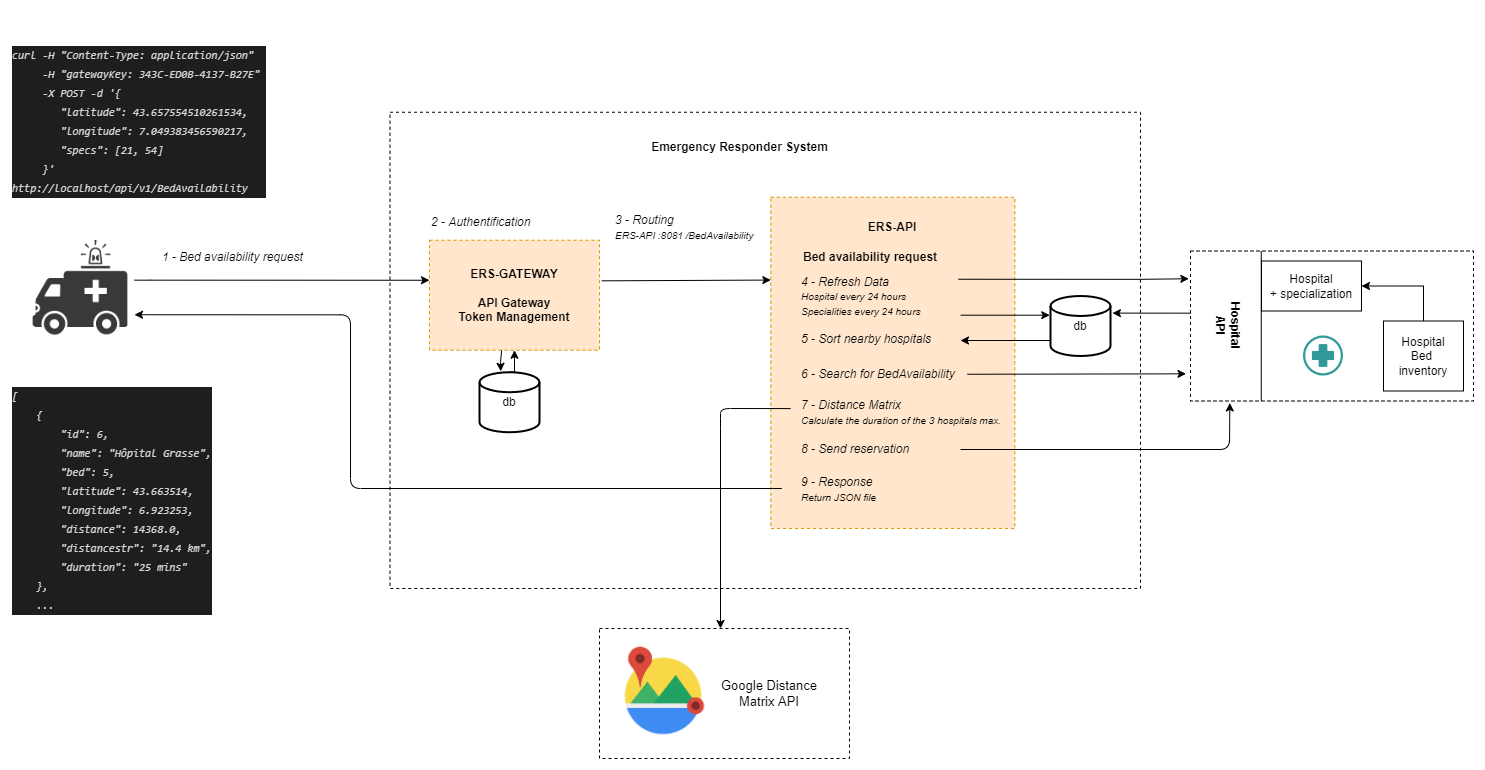 curl -H "Content-Type: application/json"
-H "gatewayKey: 343C-ED0B-4137-B27E"
-X POST -d '{
"latitude": 43.657554510261534,
"longitude": 7.049383456590217,
"specs": [21, 54]
}'
http://localhost/api/v1/BedAvailability
Emergency Responder System
1 - Bed availability request
2 - Authentification
3 - Routing
ERS-API :8081 /BedAvailability
ERS-GATEWAY
API Gateway
Token Management
db
ERS-API
Bed availability request
4 - Refresh Data
Hospital every 24 hours
Specialities every 24 hours
5 - Sort nearby hospitals
6 - Search for BedAvailability
7 - Distance Matrix
Calculate the duration of the 3 hospitals max.
8 - Send reservation
9 - Response
Return JSON file
db
Hospital
API
Hospital
+ specialization
Hospital
Bed
inventory
[
{
"id": 6,
"name": "Hôpital Grasse",
"bed": 5,
"latitude": 43.663514,
"longitude": 6.923253,
"distance": 14368.0,
"distancestr": "14.4 km",
"duration": "25 mins"
},
...
Google Distance
Matrix API